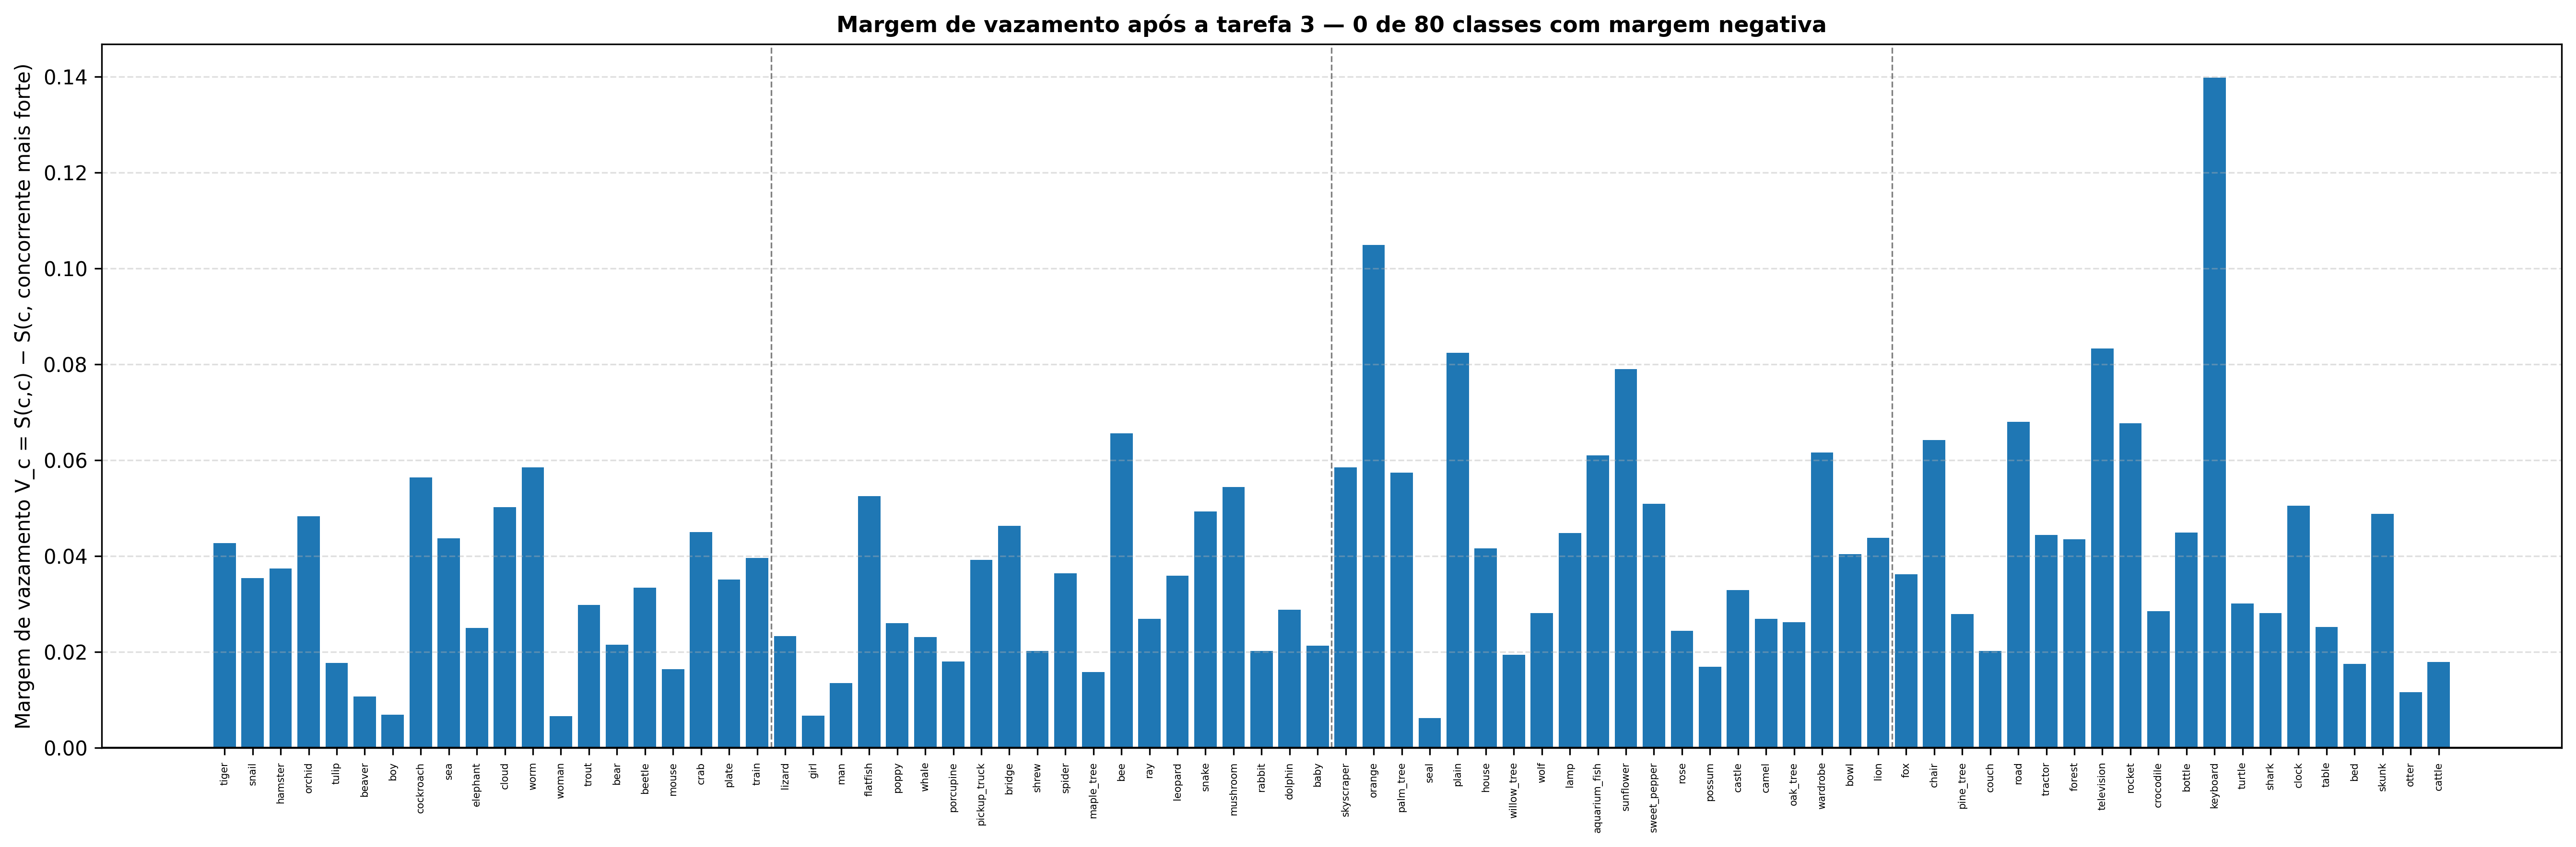 Margem de vazamento após a tarefa 3 — 0 de 80 classes com margem negativa
Margem de vazamento V_c = S(c,c) − S(c, concorrente mais forte)
0.14
0.12
0.10
0.08
0.06
0.04
0.02
0.00
tiger
snail
hamster
orchid
tulip
beaver
boy
cockroach
sea
elephant
cloud
worm
woman
trout
bear
beetle
mouse
crab
plate
train
lizard
girl
man
flatfish
poppy
whale
porcupine
pickup_truck
bridge
shrew
spider
maple_tree
bee
ray
leopard
snake
mushroom
rabbit
dolphin
baby
skyscraper
orange
palm_tree
seal
plain
house
willow_tree
wolf
lamp
aquarium_fish
sunflower
sweet_pepper
rose
possum
castle
camel
oak_tree
wardrobe
bowl
lion
fox
chair
pine_tree
couch
road
tractor
forest
television
rocket
crocodile
bottle
keyboard
turtle
shark
clock
table
bed
skunk
otter
cattle